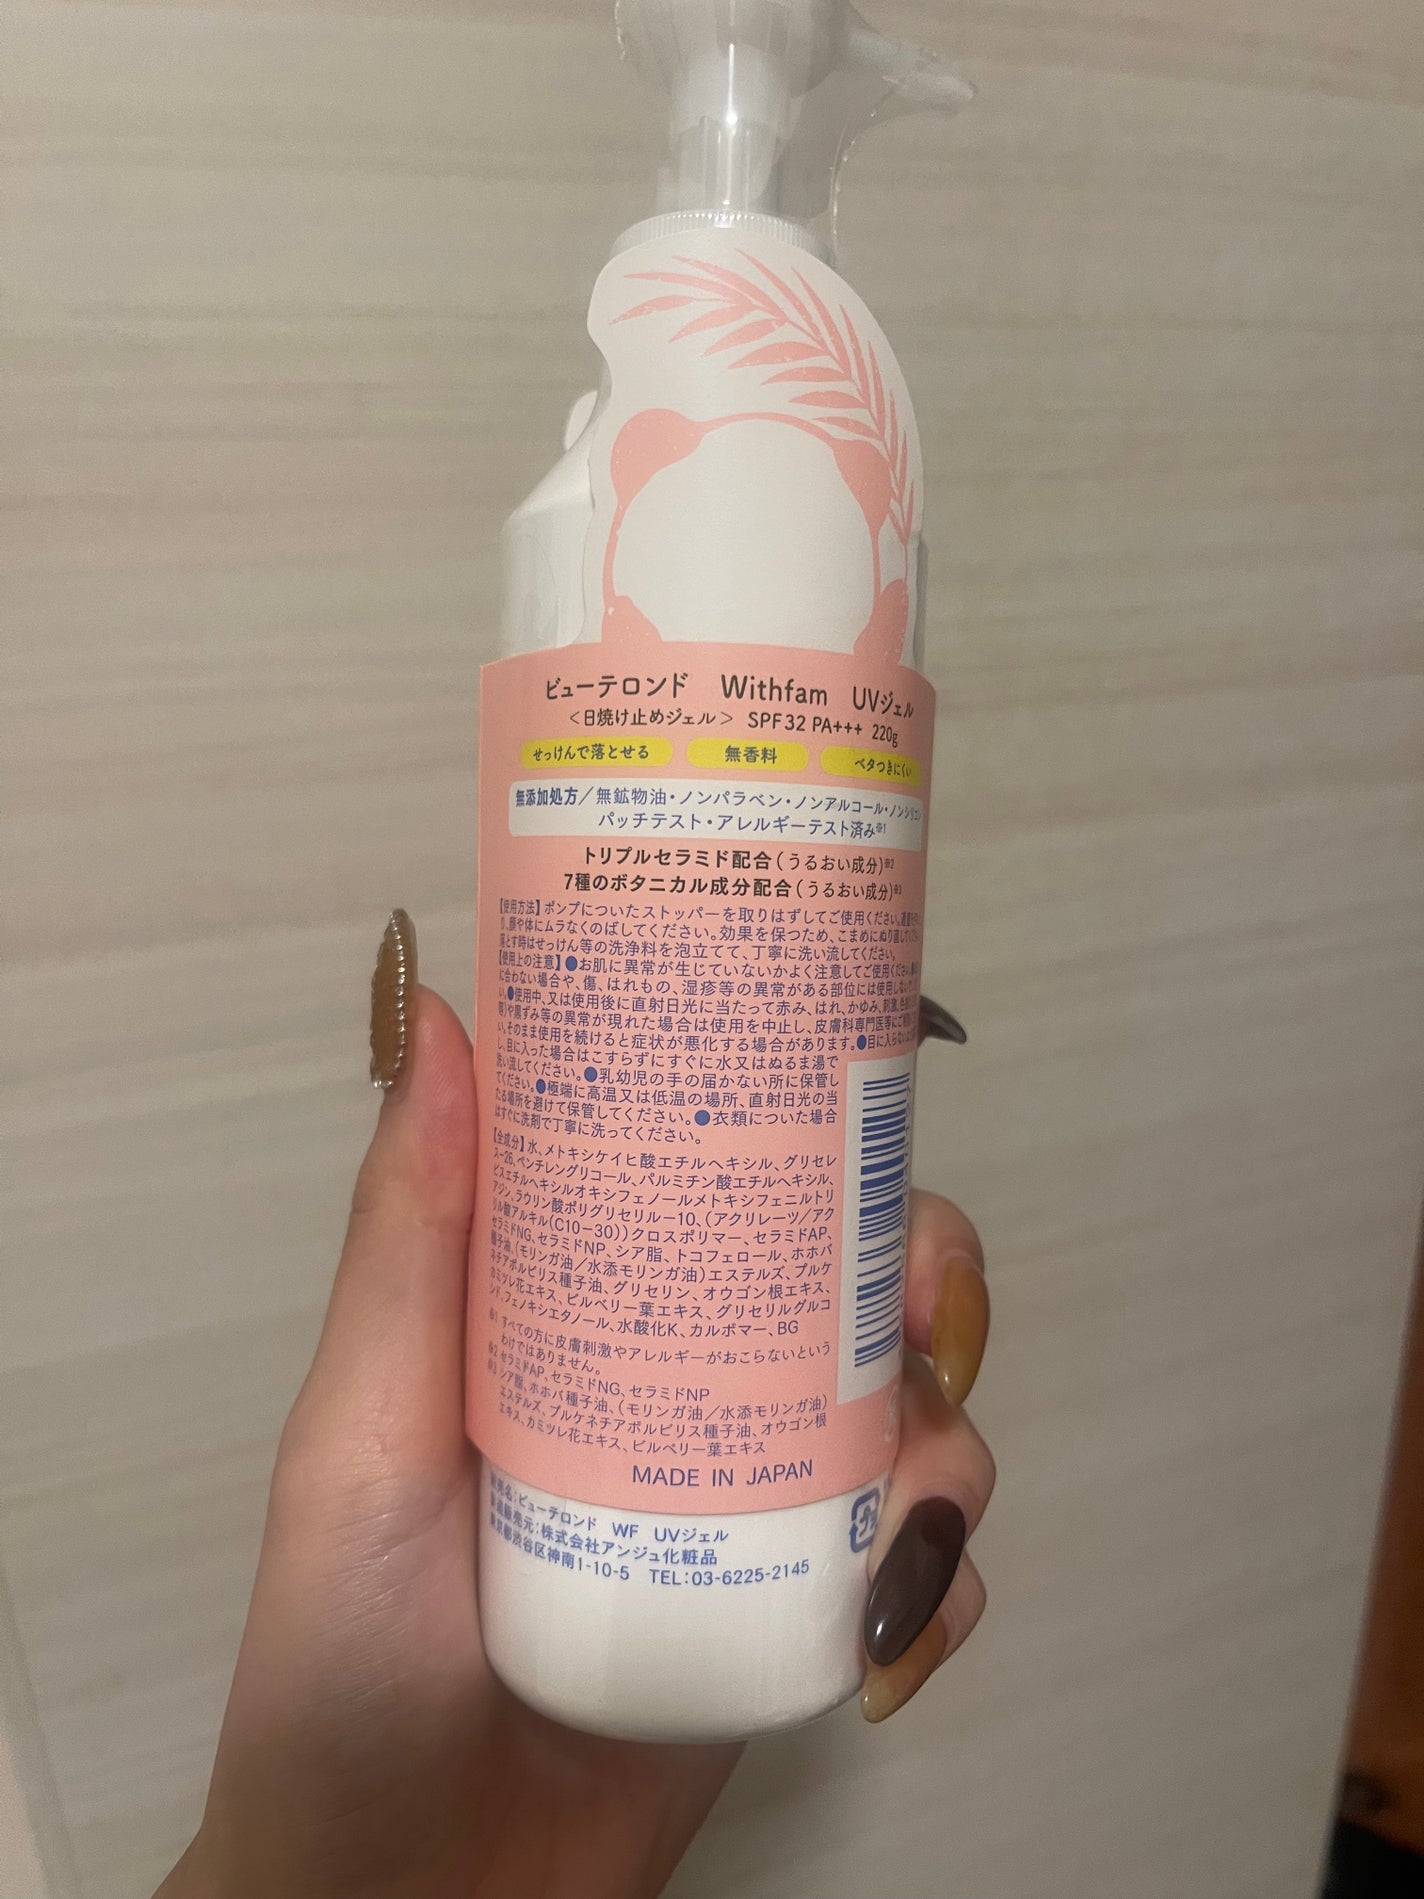 ビューテロンド Withfam UVジェル
＜日焼け止めジェル＞ SPF32 PA+++ 220g
せっけんで落とせる 無香料 ベタつきにくい
無添加処方／無鉱物油・ノンパラベン・ノンアルコール・ノンシリコン
パッチテスト・アレルギーテスト済み※1
トリプルセラミド配合(うるおい成分)※2
7種のボタニカル成分配合(うるおい成分)※3
【使用方法】ポンプについたストッパーを取りはずしてご使用ください。適量を
り、顔や体にムラなくのばしてください。効果を保つため、こまめにぬり直して
落とす時はせっけん等の洗浄料を泡立てて、丁寧に洗い流してください。
【使用上の注意】●お肌に異常が生じていないかよく注意してご使用ください。
に合わない場合や、傷、はれもの、湿疹等の異常がある部位には使用しないで
い。●使用中、又は使用後に直射日光に当たって赤み、はれ、かゆみ、刺激、
等)や黒ずみ等の異常が現れた場合は使用を中止し、皮膚科専門医等にご
い。そのまま使用を続けると症状が悪化する場合があります。●目に入らない
し、目に入った場合はこすらずにすぐに水又はぬるま湯で
洗い流してください。●乳幼児の手の届かない所に保管し
てください。●極端に高温又は低温の場所、直射日光の当
たる場所を避けて保管してください。●衣類についた場合
はすぐに洗剤で丁寧に洗ってください。
【全成分】水、メトキシケイヒ酸エチルヘキシル、グリセレ
ス－26、ペンチレングリコール、パルミチン酸エチルヘキシル、
ビスエチルヘキシルオキシフェノールメトキシフェニルトリ
アジン、ラウリン酸ポリグリセリル－10、(アクリレーツ／アク
リル酸アルキル(C10－30))クロスポリマー、セラミドAP、
セラミドNG、セラミドNP、シア脂、トコフェロール、ホホバ
種子油、(モリンガ油／水添モリンガ油)エステルズ、プルケ
ネチアボルビリス種子油、グリセリン、オウゴン根エキス、
カミツレ花エキス、ビルベリー葉エキス、グリセリルグルコ
シド、フェノキシエタノール、水酸化K、カルボマー、BG
※1 すべての方に皮膚刺激やアレルギーがおこらないという
わけではありません。
※2 セラミドAP、セラミドNG、セラミドNP
※3 シア脂、ホホバ種子油、(モリンガ油／水添モリンガ油)
エステルズ、プルケネチアボルビリス種子油、オウゴン根
エキス、カミツレ花エキス、ビルベリー葉エキス
MADE IN JAPAN
販売名：ビューテロンド WF UVジェル
製造販売元：株式会社アンジュ化粧品
東京都渋谷区神南1-10-5 TEL：03-6225-2145
プラ